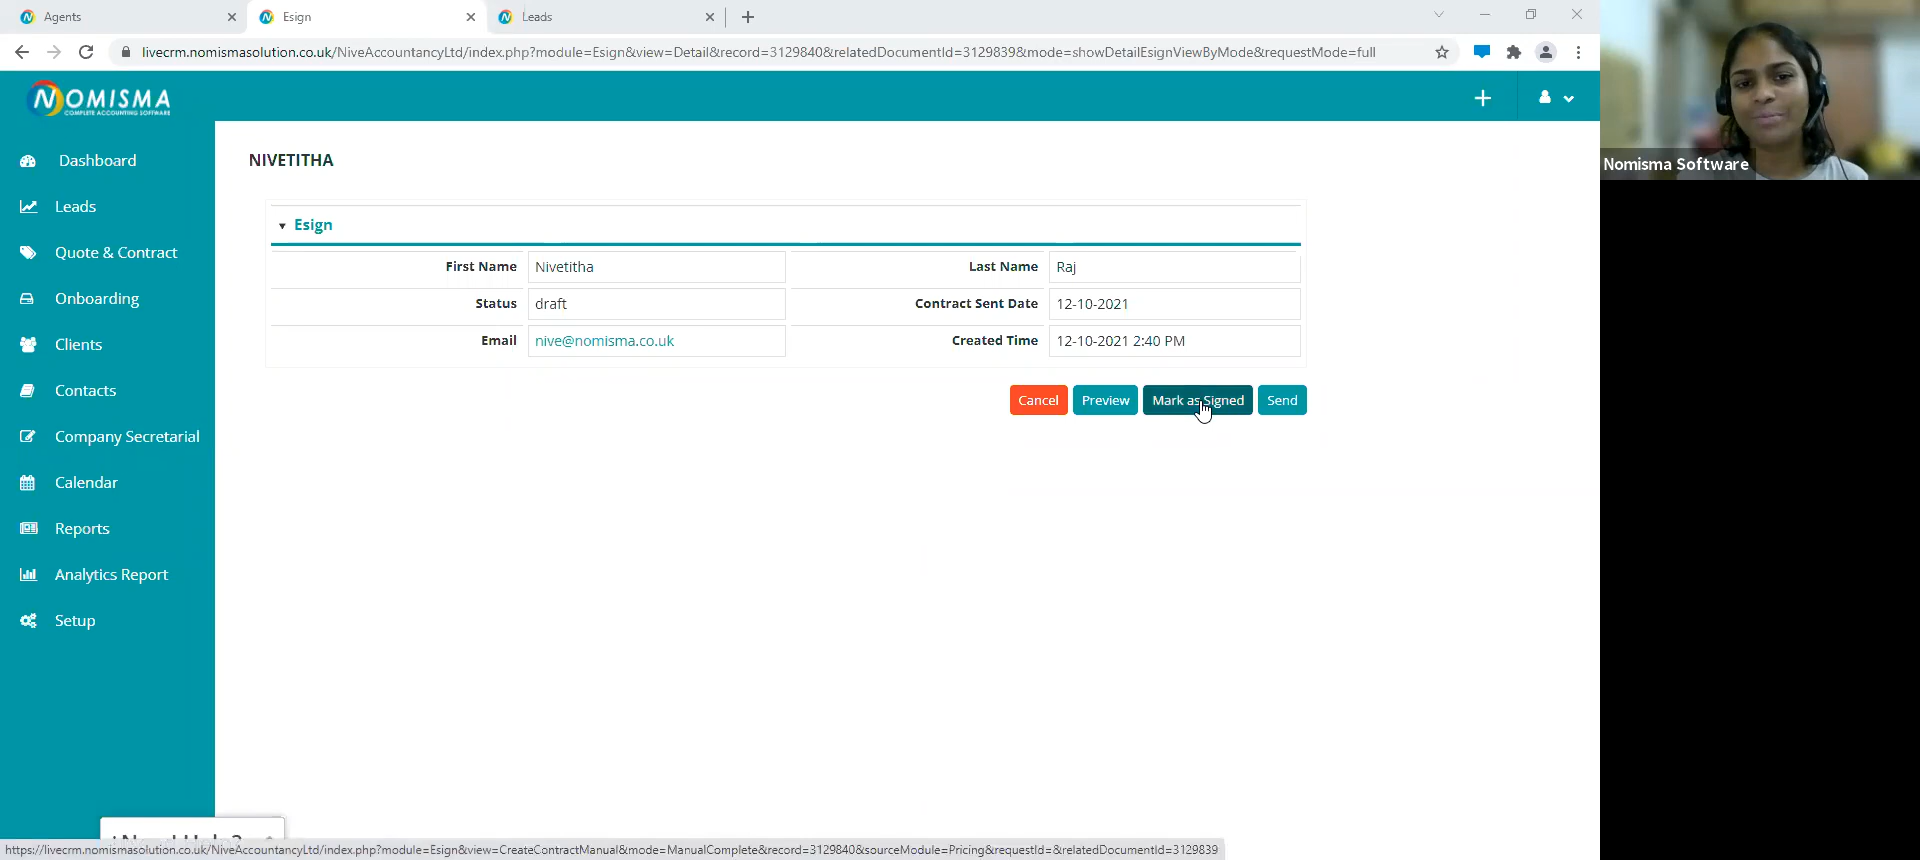 Agents
Esign
Leads
livecrm.nomismasolution.co.uk/NiveAccountancyLtd/index.php?module=Esign&view=Detail&record=3129840&relatedDocumentId=3129839&mode=showDetailEsignViewByMode&requestMode=full
NOMISMA
COMPLETE ACCOUNTING SOFTWARE
Nomisma Software
Dashboard
Leads
Quote & Contract
Onboarding
Clients
Contacts
Company Secretarial
Calendar
Reports
Analytics Report
Setup
NIVETITHA
Esign
First Name Nivetitha Last Name Raj
Status draft Contract Sent Date 12-10-2021
Email nive@nomisma.co.uk Created Time 12-10-2021 2:40 PM
Cancel Preview Mark as Signed Send
https://livecrm.nomismasolution.co.uk/NiveAccountancyLtd/index.php?module=Esign&view=CreateContractManual&mode=ManualComplete&record=3129840&sourceModule=Pricing&requestId=&relatedDocumentId=3129839